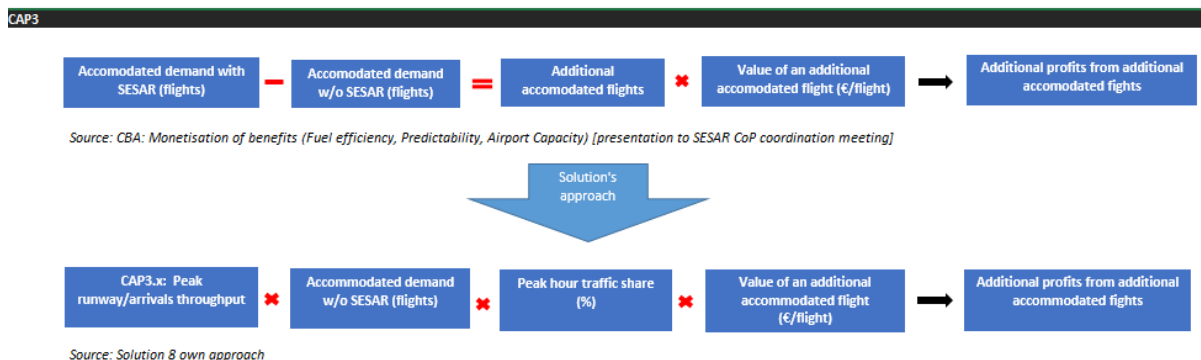 CAP3
Accomodated demand with
SESAR (flights)
Accomodated demand
w/o SESAR (flights)
Additional
accomodated flights
Value of an additional
accomodated flight (€/flight)
Additional profits from additional
accomodated fights
Source: CBA: Monetisation of benefits (Fuel efficiency, Predictability, Airport Capacity) [presentation to SESAR CoP coordination meeting]
Solution's
approach
CAP3.x: Peak
runway/arrivals throughput
Accommodated demand
w/o SESAR (flights)
Peak hour traffic share
(%)
Value of an additional
accommodated flight
(€/flight)
Additional profits from additional
accommodated fights
Source: Solution 8 own approach